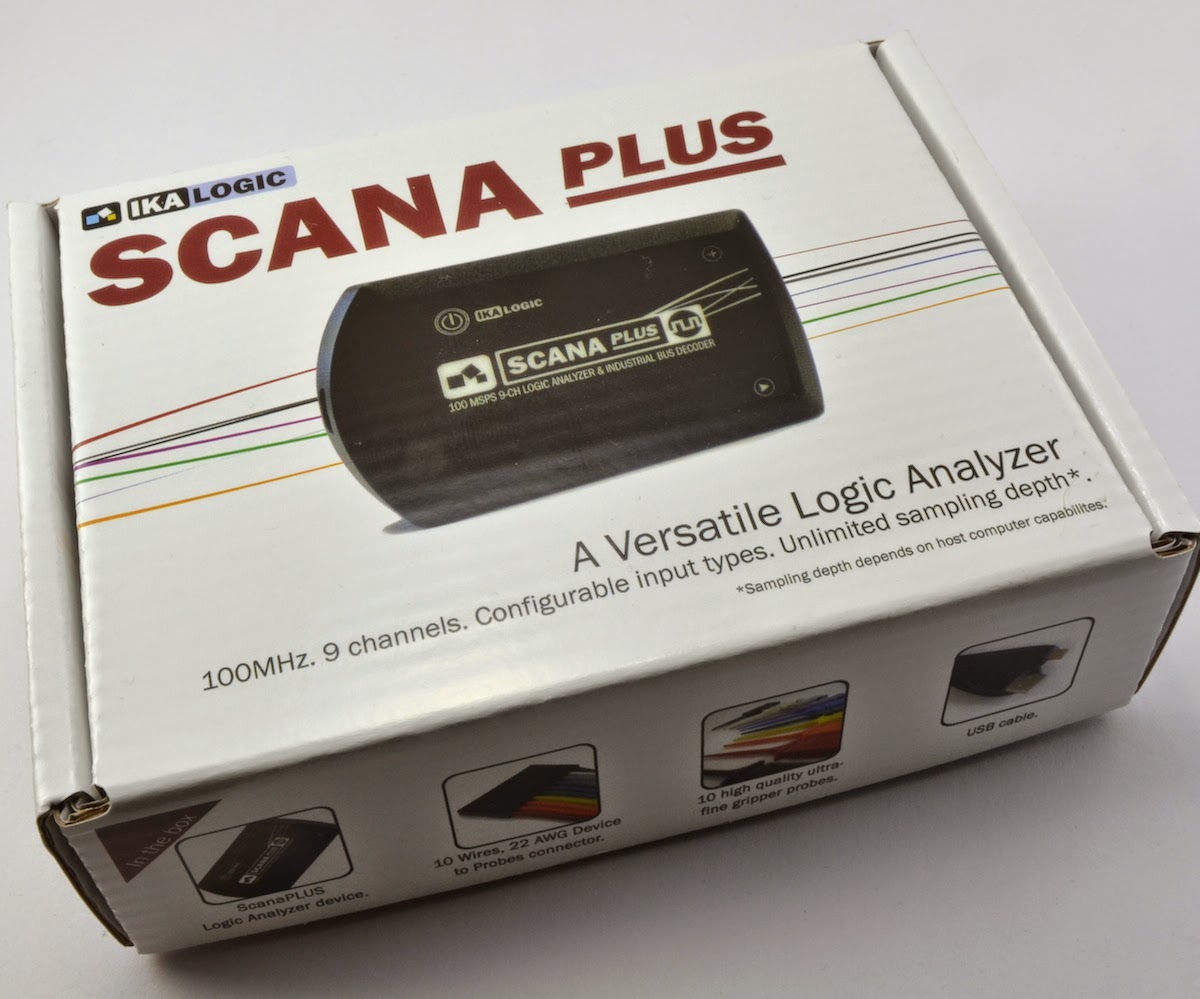 IKALOGIC
SCANA PLUS
IKALOGIC
SCANA PLUS
100 MSPS 9-CH LOGIC ANALYZER & INDUSTRIAL BUS DECODER
A Versatile Logic Analyzer
100MHz. 9 channels. Configurable input types. Unlimited sampling depth*.
*Sampling depth depends on host computer capabilites.
In the box
SCANA
ScanaPLUS
Logic Analyzer device.
10 Wires, 22 AWG Device
to Probes connector.
10 high quality ultra-
fine gripper probes.
USB cable.